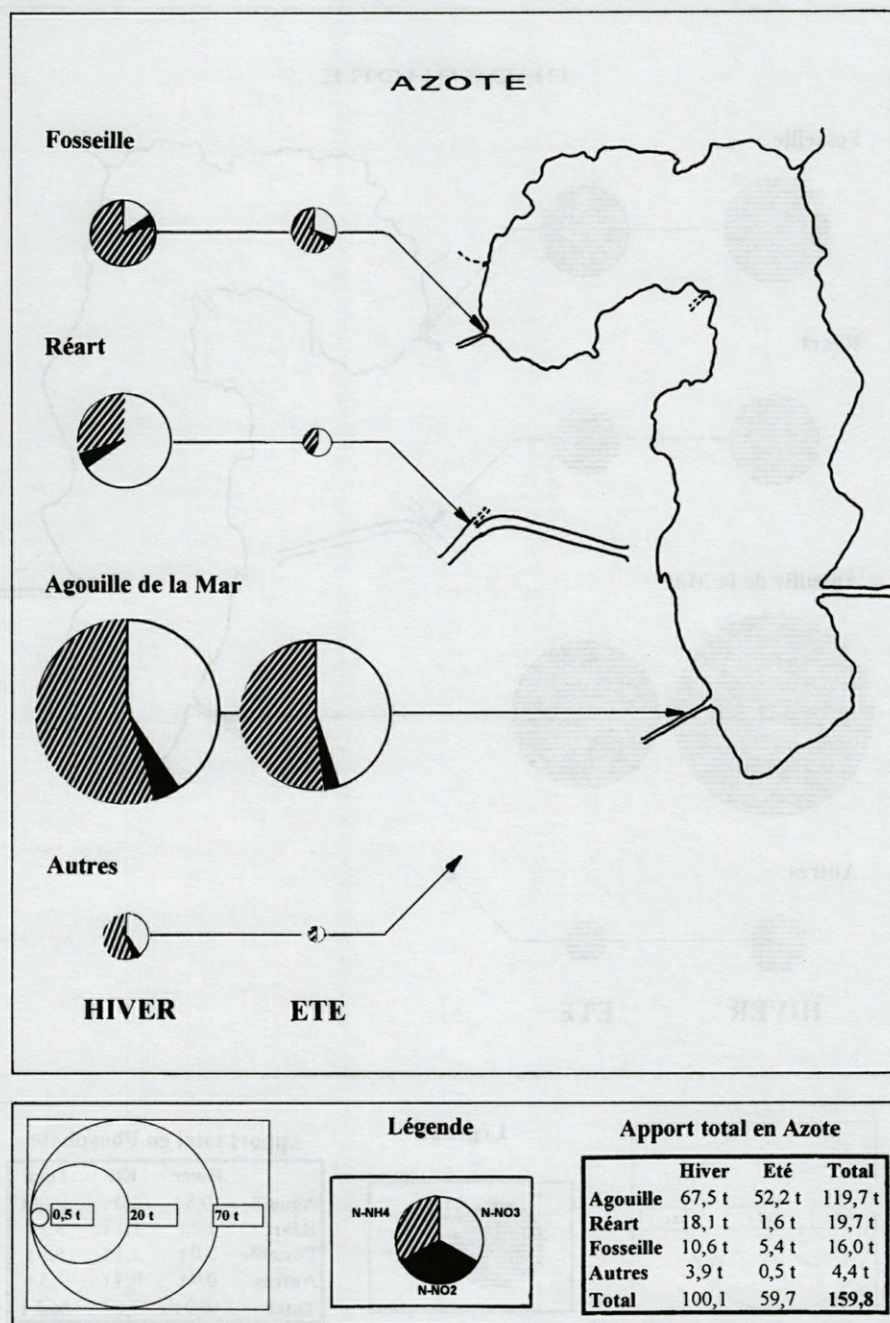 AZOTE
Fosseille
Réart
Agouille de la Mar
Autres
HIVER ETE
0,5 t 20 t 70 t
Légende
N-NH4 N-NO3
N-NO2
Apport total en Azote
Hiver Eté Total
Agouille 67,5 t 52,2 t 119,7 t
Réart 18,1 t 1,6 t 19,7 t
Fosseille 10,6 t 5,4 t 16,0 t
Autres 3,9 t 0,5 t 4,4 t
Total 100,1 59,7 159,8